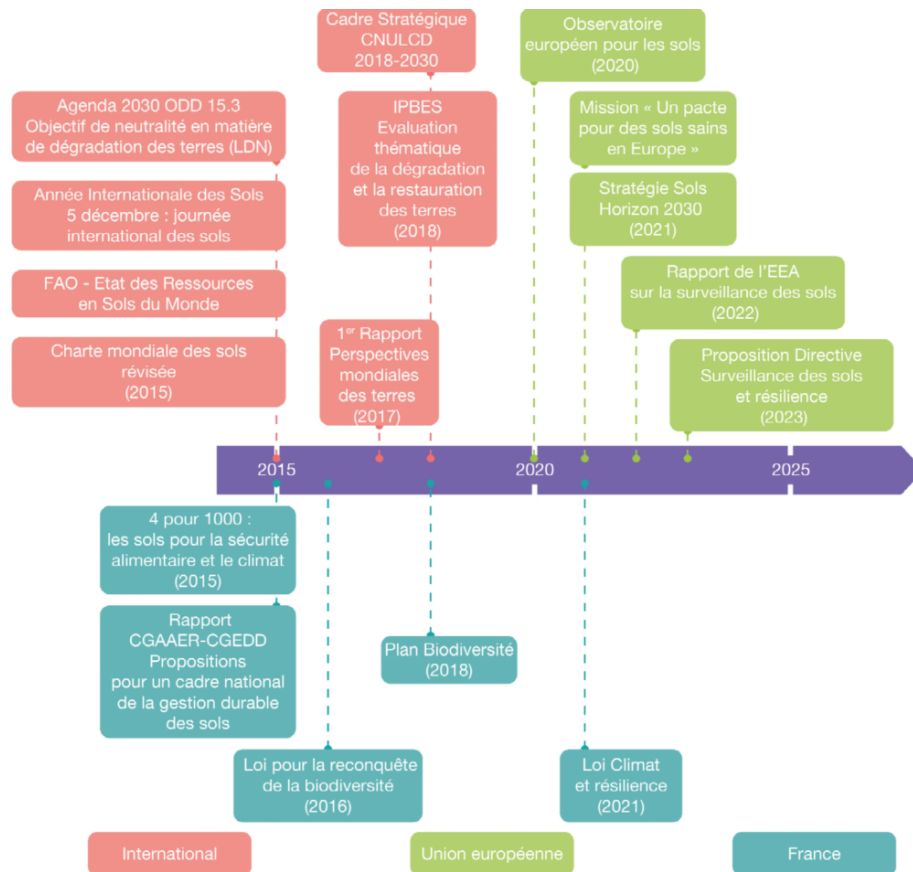 Cadre Stratégique
CNULCD
2018-2030
Observatoire
européen pour les sols
(2020)
Agenda 2030 ODD 15.3
Objectif de neutralité en matière
de dégradation des terres (LDN)
IPBES
Evaluation
thématique
de la dégradation
et la restauration
des terres
(2018)
Mission « Un pacte
pour des sols sains
en Europe »
Année Internationale des Sols
5 décembre : journée
international des sols
Stratégie Sols
Horizon 2030
(2021)
FAO - Etat des Ressources
en Sols du Monde
Rapport de l'EEA
sur la surveillance des sols
(2022)
Charte mondiale des sols
révisée
(2015)
1er Rapport
Perspectives
mondiales
des terres
(2017)
Proposition Directive
Surveillance des sols
et résilience
(2023)
2015
2020
2025
4 pour 1000 :
les sols pour la sécurité
alimentaire et le climat
(2015)
Rapport
CGAAER-CGEDD
Propositions
pour un cadre national
de la gestion durable
des sols
Plan Biodiversité
(2018)
Loi pour la reconquête
de la biodiversité
(2016)
Loi Climat
et résilience
(2021)
International
Union européenne
France